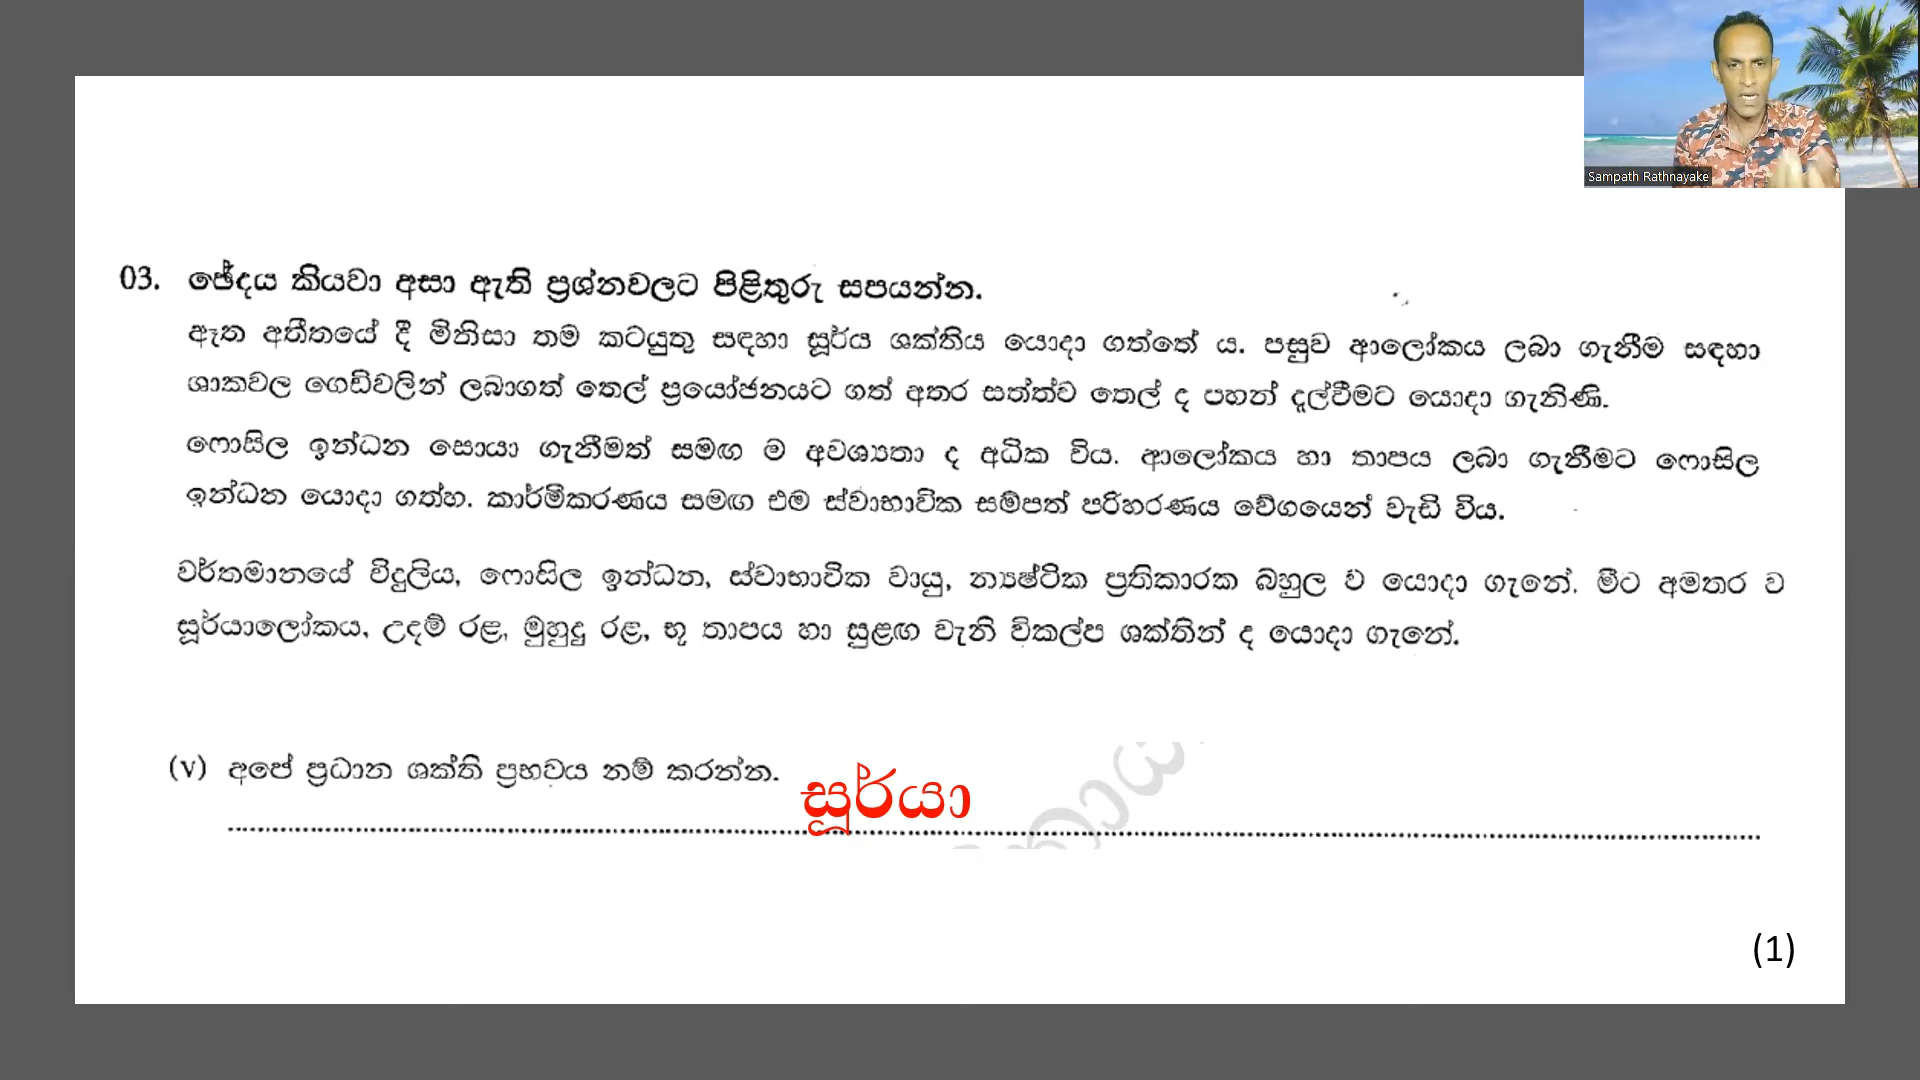 Sampath Rathnayake
03. ඡේදය කියවා අසා ඇති ප්‍රශ්නවලට පිළිතුරු සපයන්න.
ඈත අතීතයේ දී මිනිසා තම කටයුතු සඳහා සූර්ය ශක්තිය යොදා ගත්තේ ය. පසුව ආලෝකය ලබා ගැනීම සඳහා
ශාකවල ගෙඩිවලින් ලබාගත් තෙල් ප්‍රයෝජනයට ගත් අතර සත්ත්ව තෙල් ද පහන් දැල්වීමට යොදා ගැනිණි.
ෆොසිල ඉන්ධන සොයා ගැනීමත් සමඟ ම අවශ්‍යතා ද අධික විය. ආලෝකය හා තාපය ලබා ගැනීමට ෆොසිල
ඉන්ධන යොදා ගත්හ. කාර්මීකරණය සමඟ එම ස්වාභාවික සම්පත් පරිහරණය වේගයෙන් වැඩි විය.
වර්තමානයේ විදුලිය, ෆොසිල ඉන්ධන, ස්වාභාවික වායු, න්‍යෂ්ටික ප්‍රතිකාරක බහුල ව යොදා ගැනේ. මීට අමතර ව
සූර්යාලෝකය, උදම් රළ, මුහුදු රළ, භූ තාපය හා සුළඟ වැනි විකල්ප ශක්තීන් ද යොදා ගැනේ.
(v) අපේ ප්‍රධාන ශක්ති ප්‍රභවය නම් කරන්න.
සූර්යා
(1)